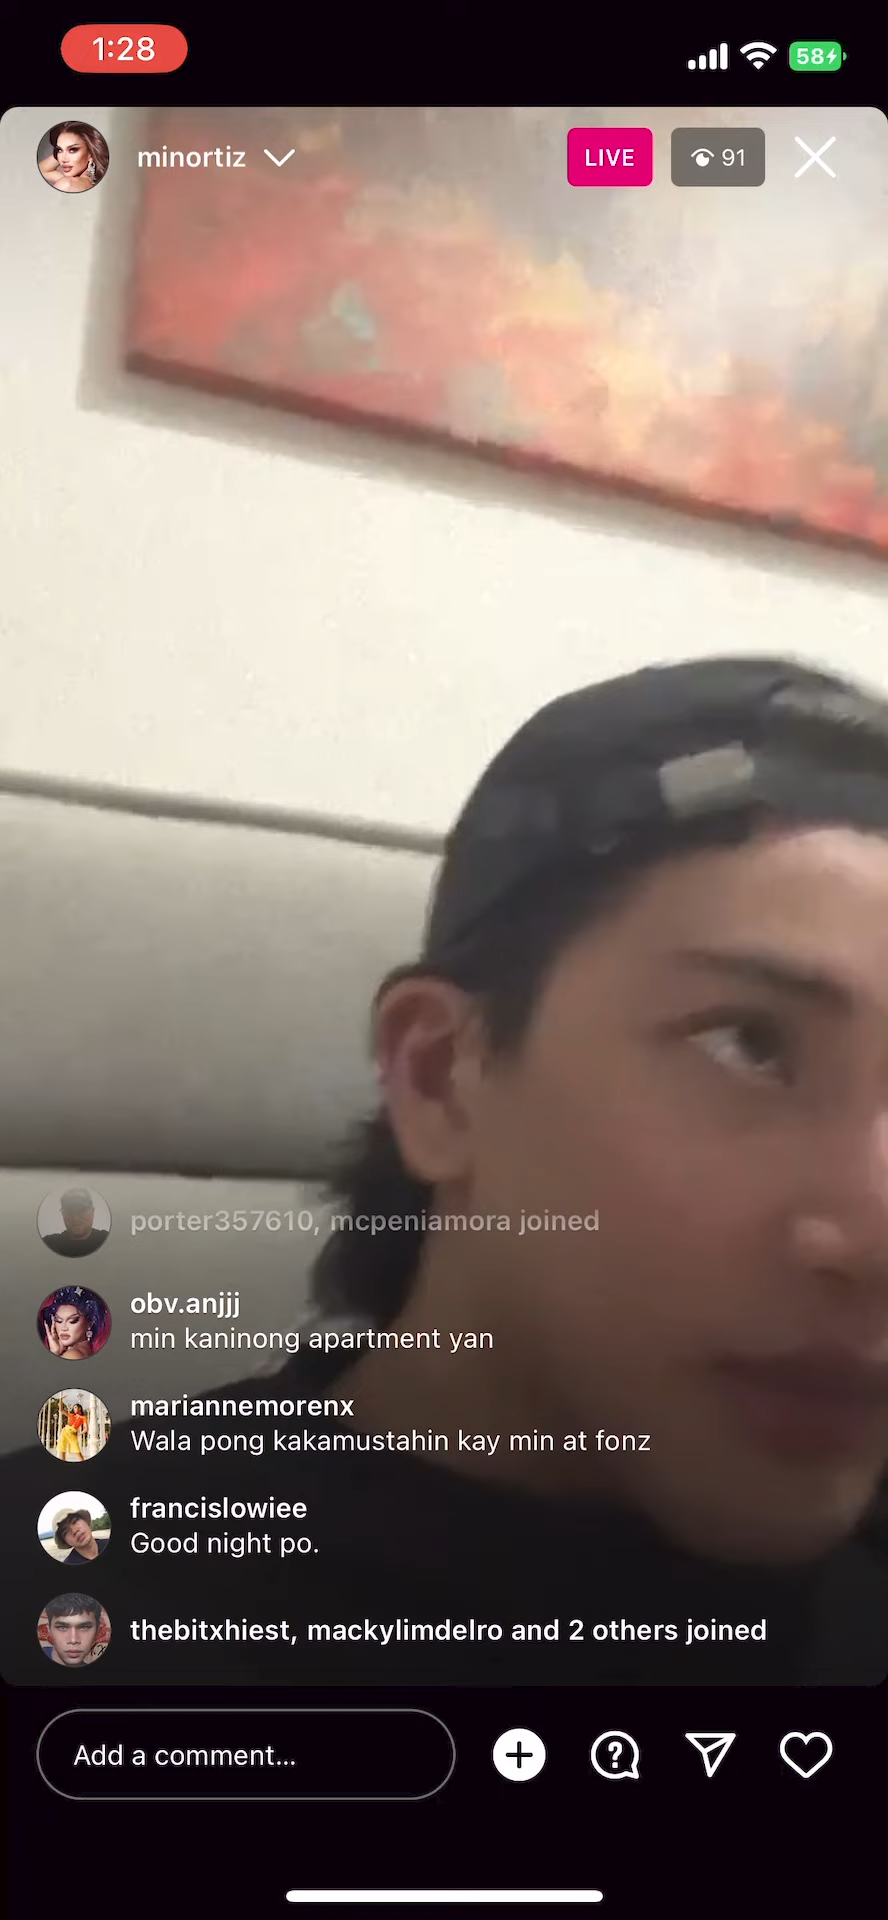 1:28
58
minortiz
LIVE
91
porter357610, mcpeniamora joined
obv.anjjj
min kaninong apartment yan
mariannemorenx
Wala pong kakamustahin kay min at fonz
francislowiee
Good night po.
thebitxhiest, mackylimdelro and 2 others joined
Add a comment...